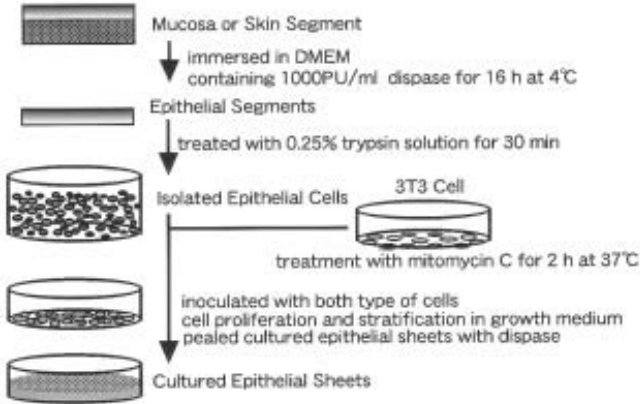 Mucosa or Skin Segment
immersed in DMEM
containing 1000PU/ml dispase for 16 h at 4℃
Epithelial Segments
treated with 0.25% trypsin solution for 30 min
Isolated Epithelial Cells
3T3 Cell
treatment with mitomycin C for 2 h at 37℃
inoculated with both type of cells
cell proliferation and stratification in growth medium
pealed cultured epithelial sheets with dispase
Cultured Epithelial Sheets